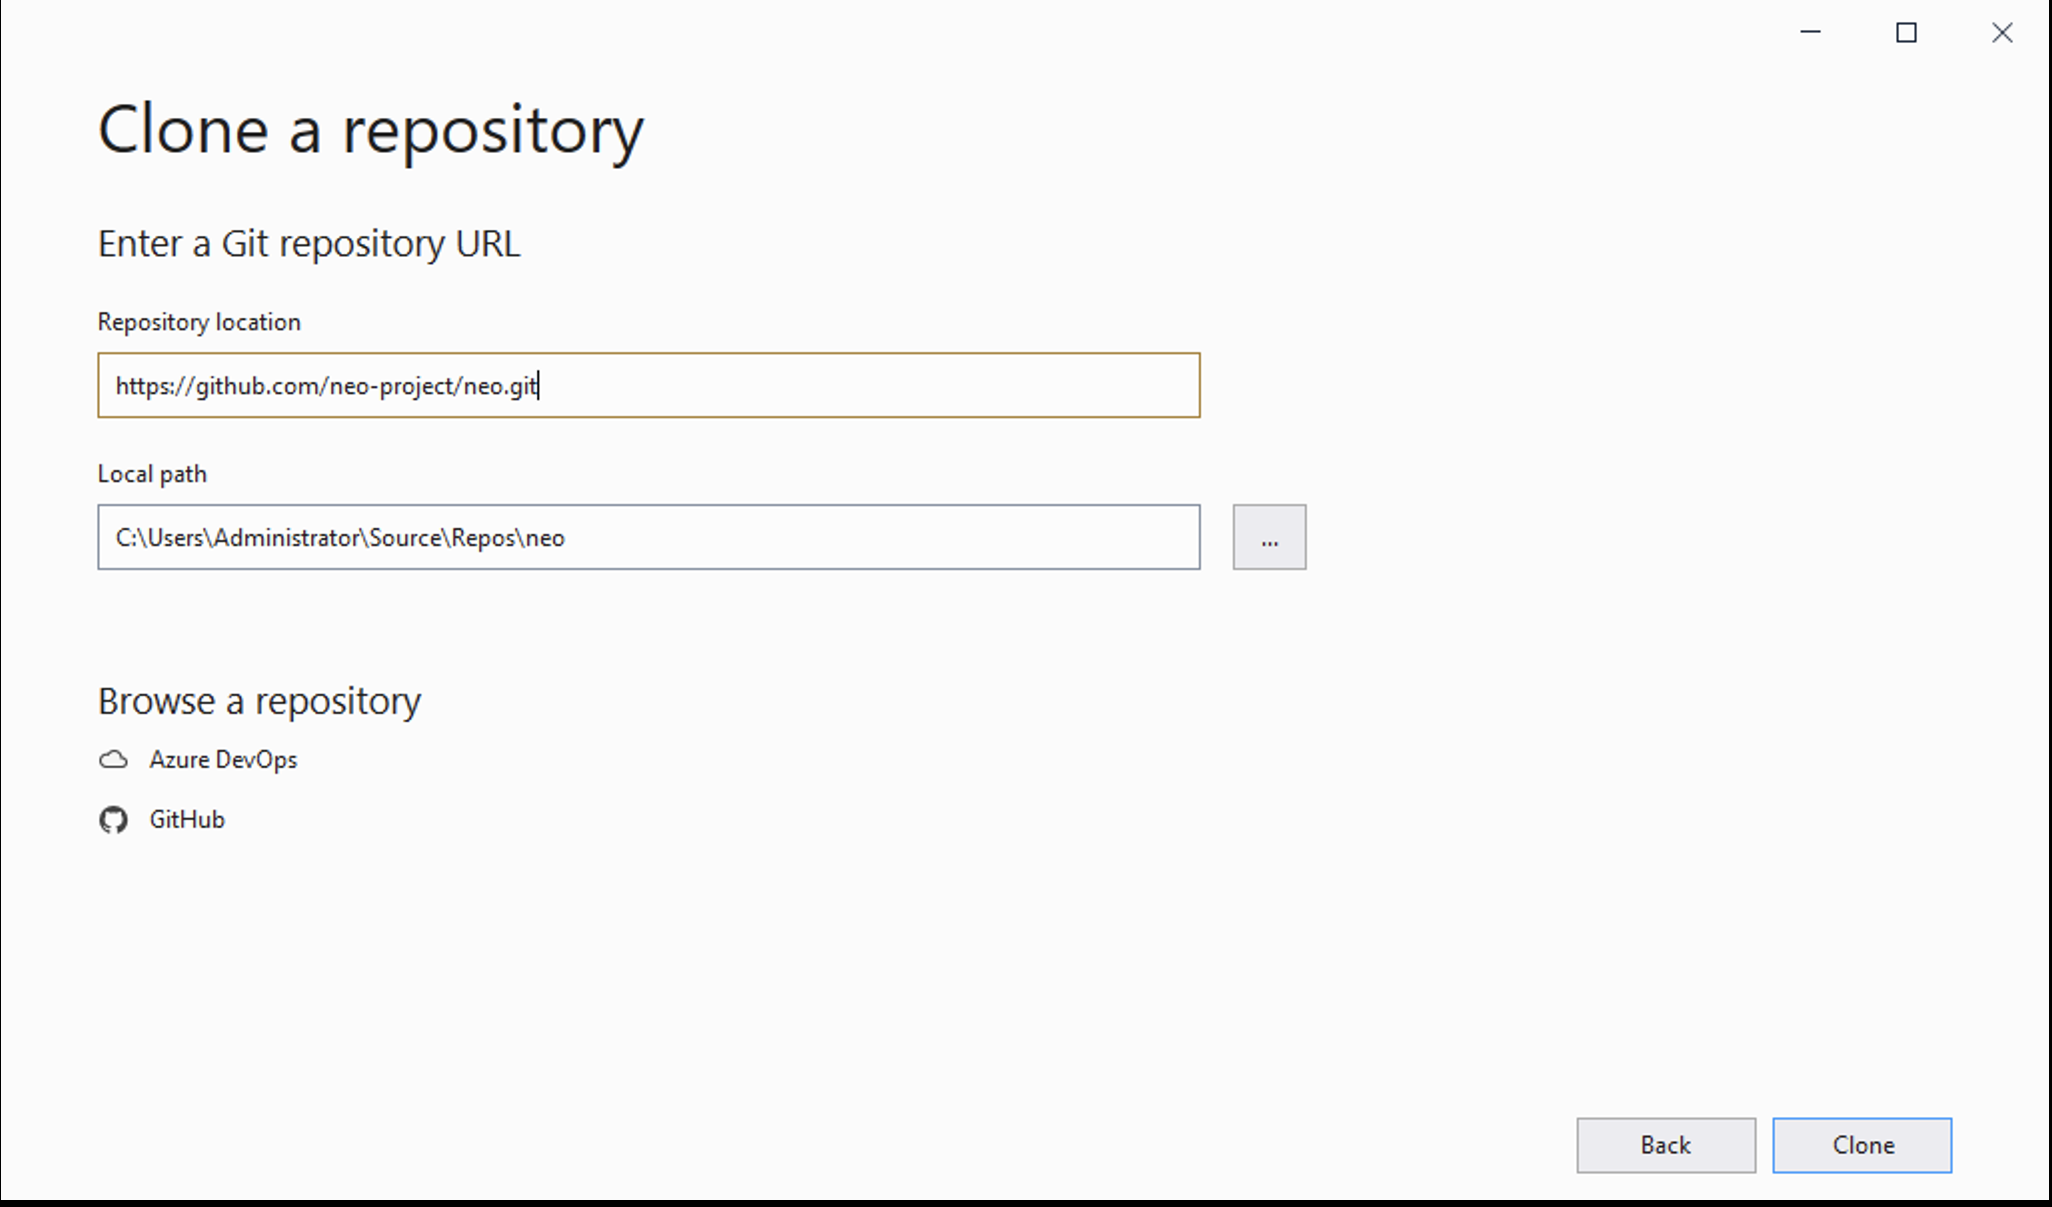 Clone a repository
Enter a Git repository URL
Repository location
https://github.com/neo-project/neo.git
Local path
C:\Users\Administrator\Source\Repos\neo
...
Browse a repository
Azure DevOps
GitHub
Back
Clone